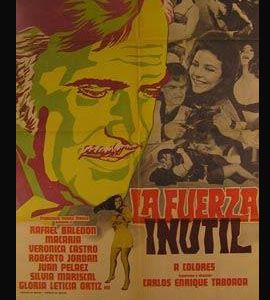 LA FUERZA
INUTIL
RAFAEL BALEDON
MACARIA
VERONICA CASTRO
ROBERTO JORDAN
JUAN PELAEZ
SILVIA MARISCAL
GLORIA LETICIA ORTIZ
A COLORES
CARLOS ENRIQUE TABOADA